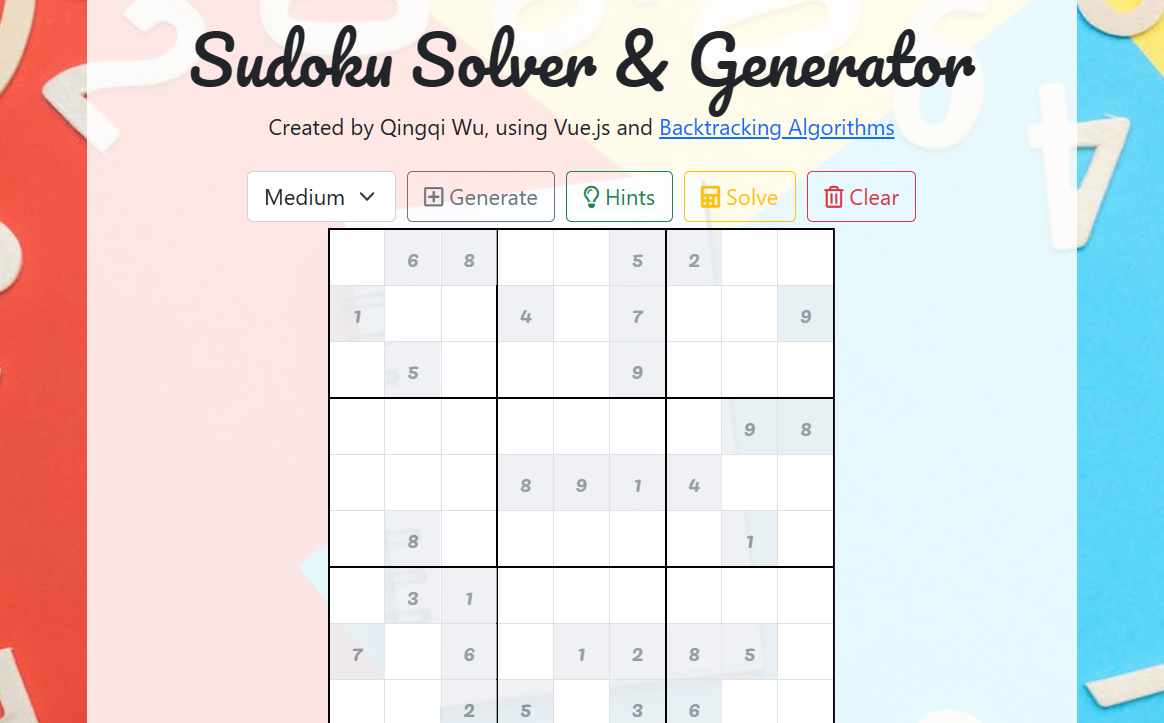 Sudoku Solver & Generator
Created by Qingqi Wu, using Vue.js and Backtracking Algorithms
Medium Generate Hints Solve Clear
6 8 5 2
1 4 7 9
5 9
9 8
8 9 1 4
8 1
3 1
7 6 1 2 8 5
2 5 3 6